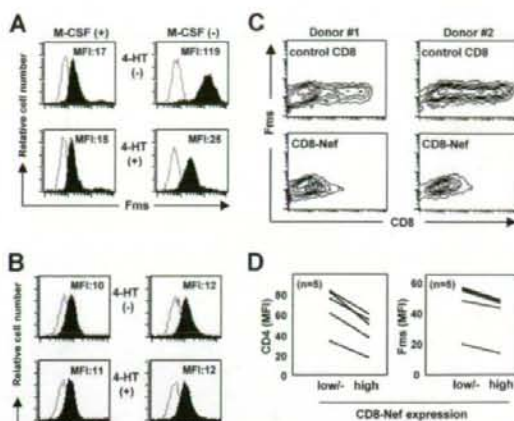 A
M-CSF (+)
M-CSF (-)
Relative cell number
MFI:17
4-HT
(-)
MFI:119
MFI:15
4-HT
(+)
MFI:25
Fms
B
Relative cell number
MFI:10
4-HT
(-)
MFI:12
MFI:11
4-HT
(+)
MFI:12
C
Donor #1
Donor #2
control CD8
control CD8
Fms
CD8-Nef
CD8-Nef
CD8
D
CD4 (MFI)
80
60
40
20
0
(n=5)
low/- high
Fms (MFI)
60
40
20
0
(n=5)
low/- high
CD8-Nef expression